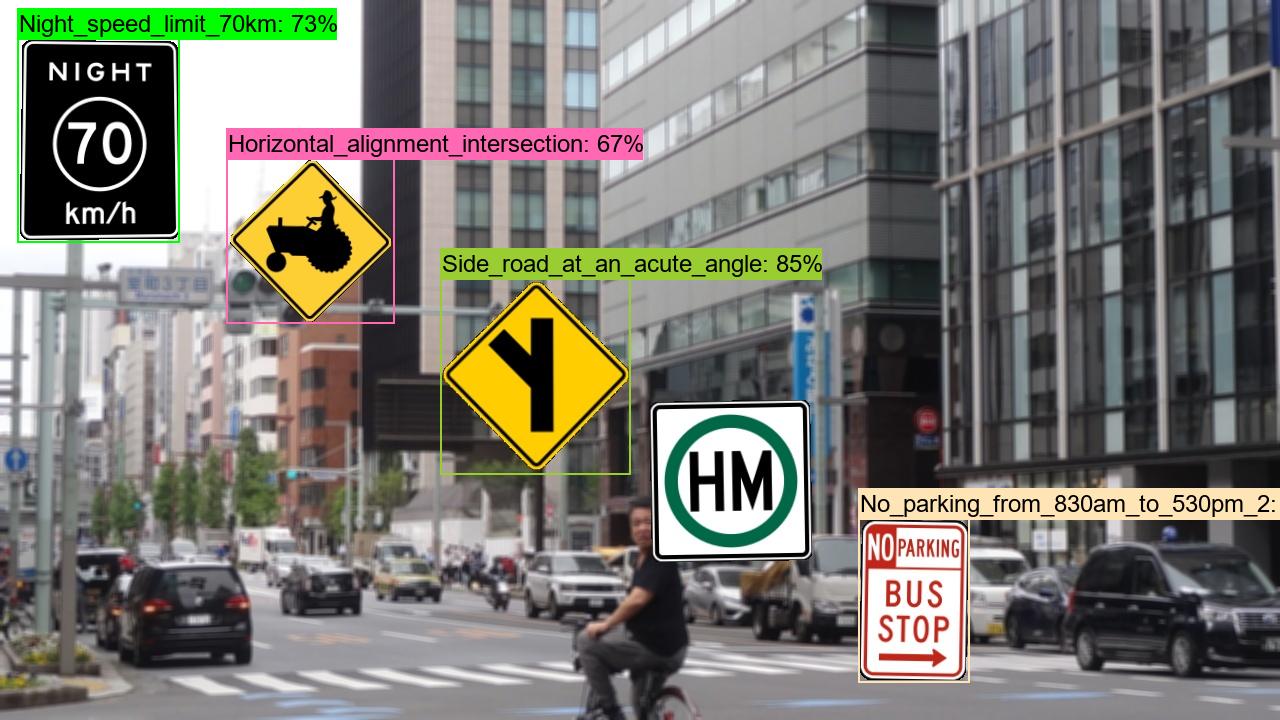 Night_speed_limit_70km: 73%
NIGHT
70
km/h
Horizontal_alignment_intersection: 67%
Side_road_at_an_acute_angle: 85%
HM
No_parking_from_830am_to_530pm_2:
NO PARKING
BUS
STOP